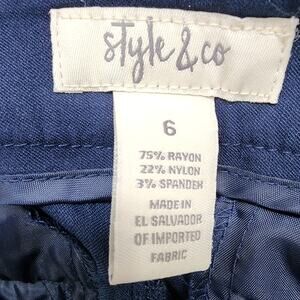 style & co
6
75% RAYON
22% NYLON
3% SPANDEX
MADE IN
EL SALVADOR
OF IMPORTED
FABRIC